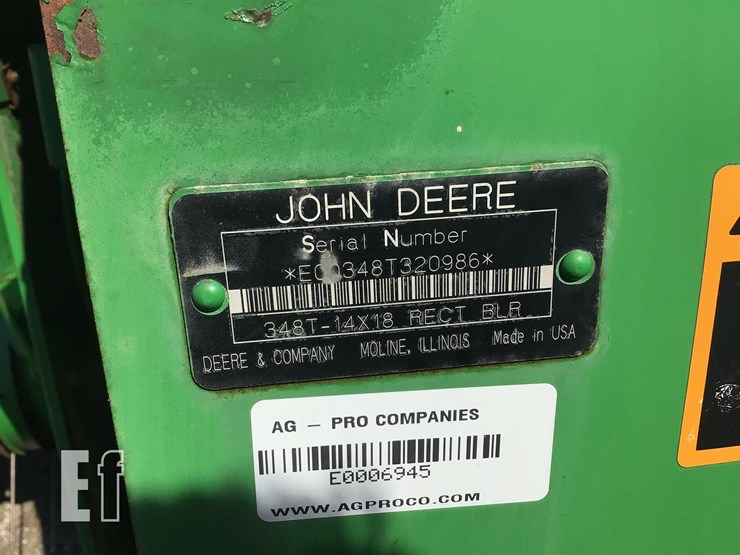 JOHN DEERE
Serial Number
*E00348T320986*
348T-14X18 RECT BLR
DEERE & COMPANY MOLINE, ILLINOIS Made in USA
AG – PRO COMPANIES
E0006945
WWW.AGPROCO.COM
Ef